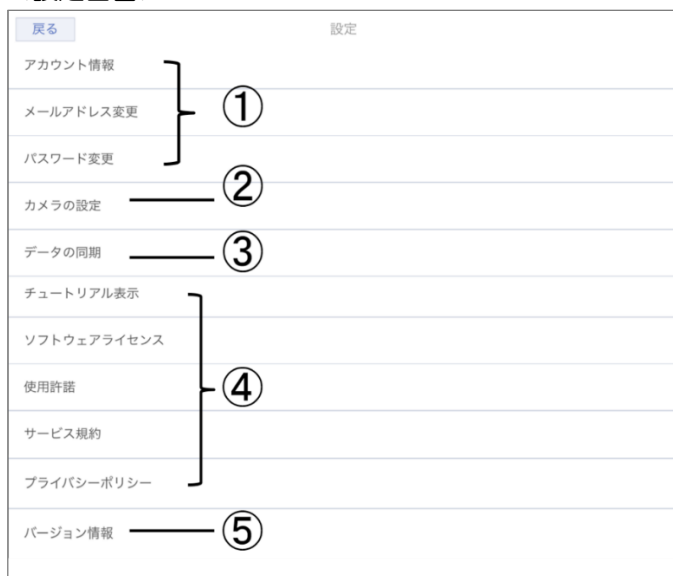 戻る 設定
アカウント情報
メールアドレス変更 ①
パスワード変更
カメラの設定 ②
データの同期 ③
チュートリアル表示
ソフトウェアライセンス
使用許諾 ④
サービス規約
プライバシーポリシー
バージョン情報 ⑤